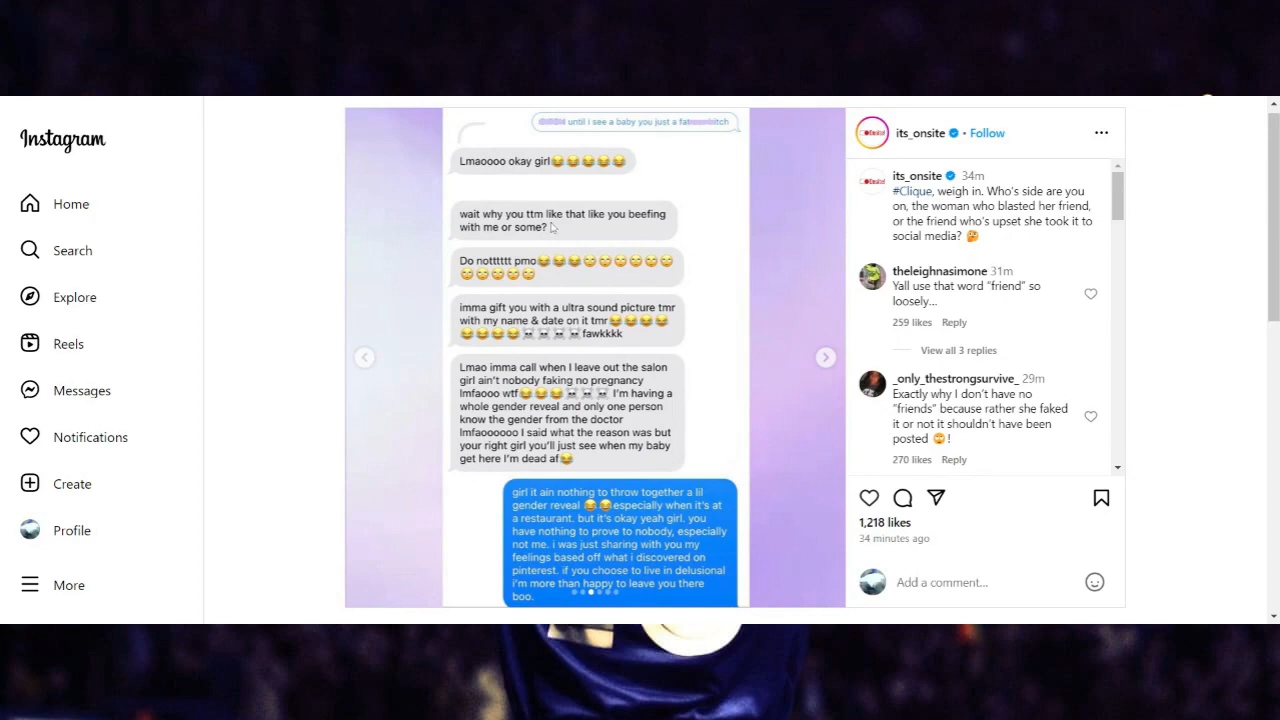 Instagram
Home
Search
Explore
Reels
Messages
Notifications
Create
Profile
More
until i see a baby you just a fat
Lmaoooo okay girl😂😂😂😂😂
wait why you ttm like that like you beefing
with me or some?
Do notttttt pmo😂😂😂🙄🙄🙄🙄🙄🙄
🙄🙄🙄🙄🙄
imma gift you with a ultra sound picture tmr
with my name & date on it tmr😂😂😂😂
😂😂😂😂☠️☠️☠️☠️fawkkkk
Lmao imma call when I leave out the salon
girl ain't nobody faking no pregnancy
lmfaooo wtf😂😂😂☠️☠️☠️ I'm having a
whole gender reveal and only one person
know the gender from the doctor
lmfaoooooo I said what the reason was but
your right girl you'll just see when my baby
get here I'm dead af😂
girl it ain nothing to throw together a lil
gender reveal 😂😂especially when it's at
a restaurant. but it's okay yeah girl. you
have nothing to prove to nobody, especially
not me. i was just sharing with you my
feelings based off what i discovered on
pinterest. if you choose to live in delusional
i'm more than happy to leave you there
boo.
its_onsite • Follow
its_onsite 34m
#Clique, weigh in. Who's side are you
on, the woman who blasted her friend,
or the friend who's upset she took it to
social media? 🤔
theleighnasimone 31m
Yall use that word "friend" so
loosely...
259 likes Reply
View all 3 replies
_only_thestrongsurvive_ 29m
Exactly why I don't have no
"friends" because rather she faked
it or not it shouldn't have been
posted 🙄!
270 likes Reply
1,218 likes
34 minutes ago
Add a comment...